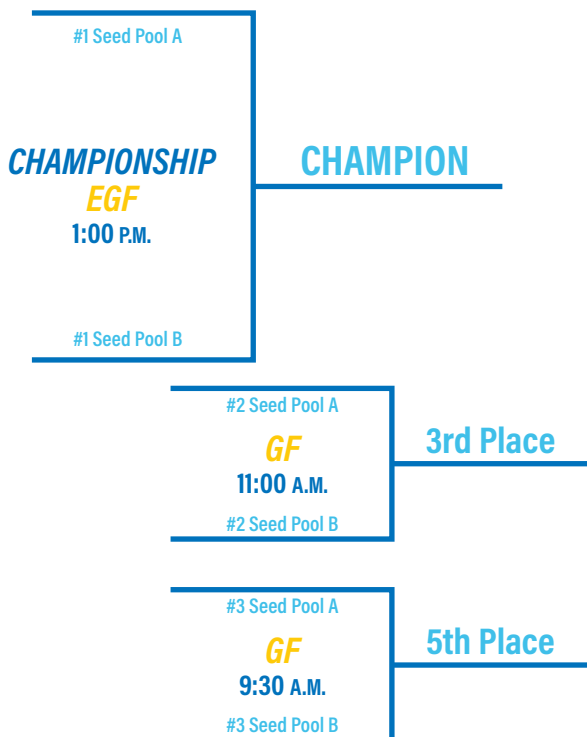 #1 Seed Pool A
CHAMPIONSHIP
EGF
1:00 P.M.
CHAMPION
#1 Seed Pool B
#2 Seed Pool A
GF
11:00 A.M.
3rd Place
#2 Seed Pool B
#3 Seed Pool A
GF
9:30 A.M.
5th Place
#3 Seed Pool B